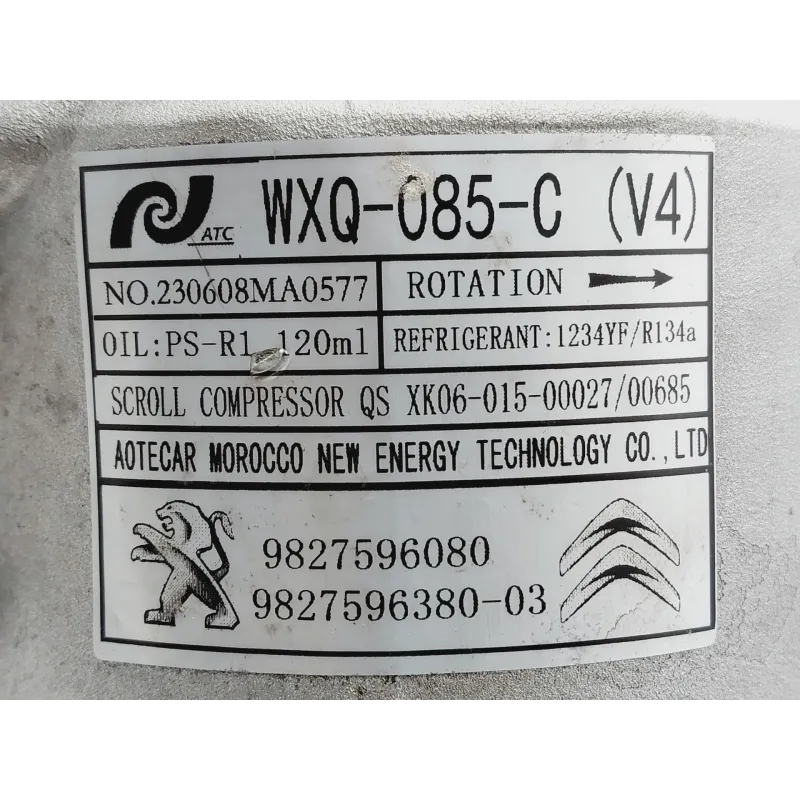 ATC WXQ-085-C (V4)
NO.230608MA0577 ROTATION
OIL:PS-R1 120ml REFRIGERANT:1234YF/R134a
SCROLL COMPRESSOR QS XK06-015-00027/00685
AOTECAR MOROCCO NEW ENERGY TECHNOLOGY CO.,LTD
9827596080
9827596380-03